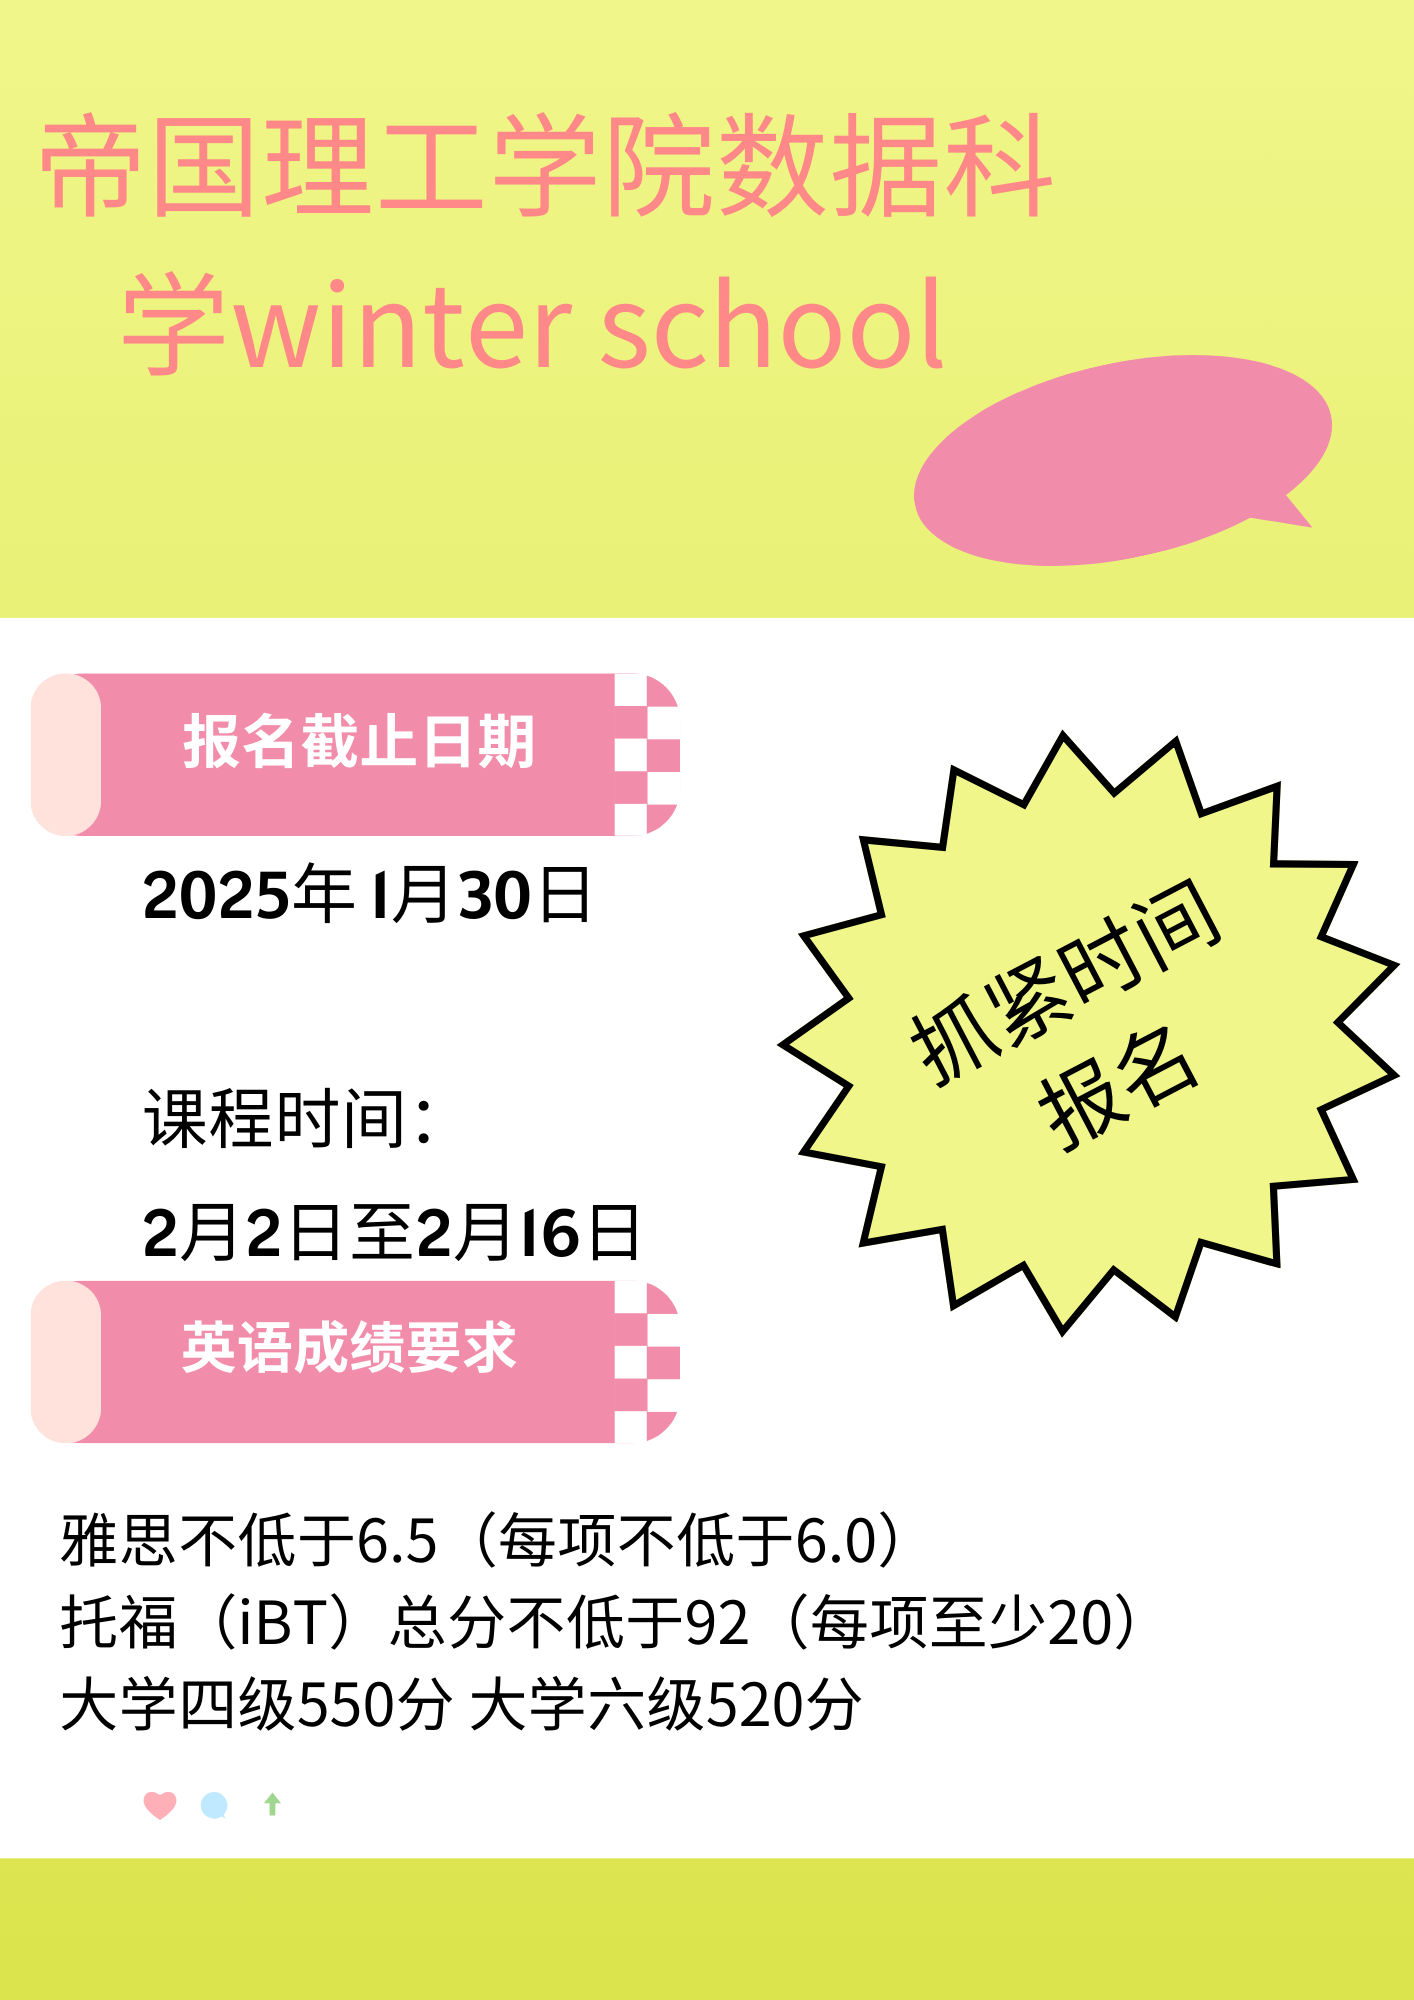 帝国理工学院数据科
学winter school
报名截止日期
2025年 1月30日
课程时间：
2月2日至2月16日
抓紧时间
报名
英语成绩要求
雅思不低于6.5（每项不低于6.0）
托福（iBT）总分不低于92（每项至少20）
大学四级550分 大学六级520分